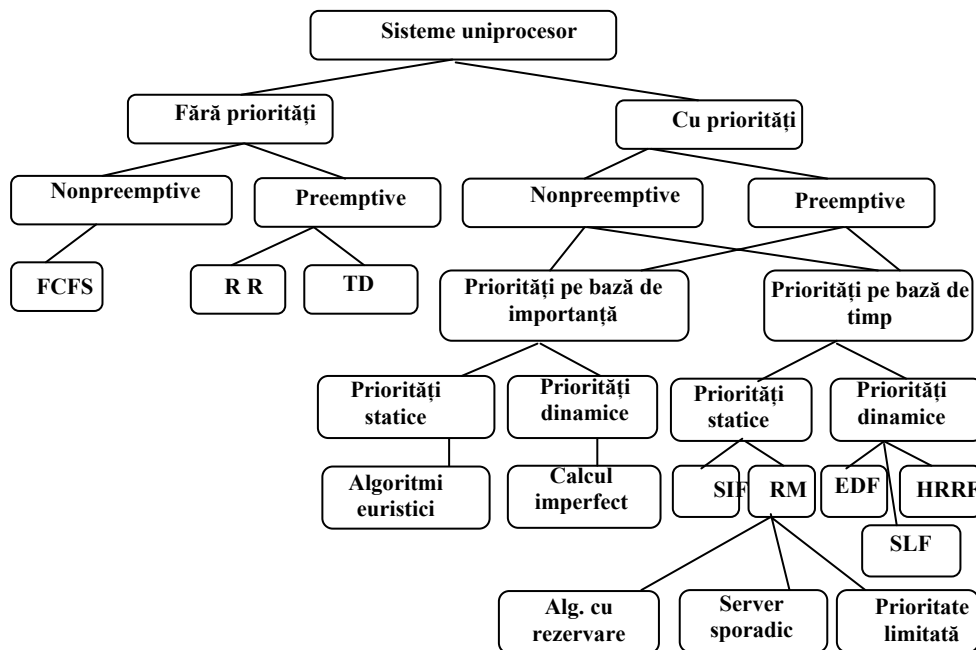 Sisteme uniprocesor
Fără priorități
Cu priorități
Nonpreemptive
Preemptive
Nonpreemptive
Preemptive
FCFS
R R
TD
Priorități pe bază de
importanță
Priorități pe bază de
timp
Priorități
statice
Priorități
dinamice
Priorități
statice
Priorități
dinamice
Algoritmi
euristici
Calcul
imperfect
SIF
RM
EDF
HRRF
SLF
Alg. cu
rezervare
Server
sporadic
Prioritate
limitată